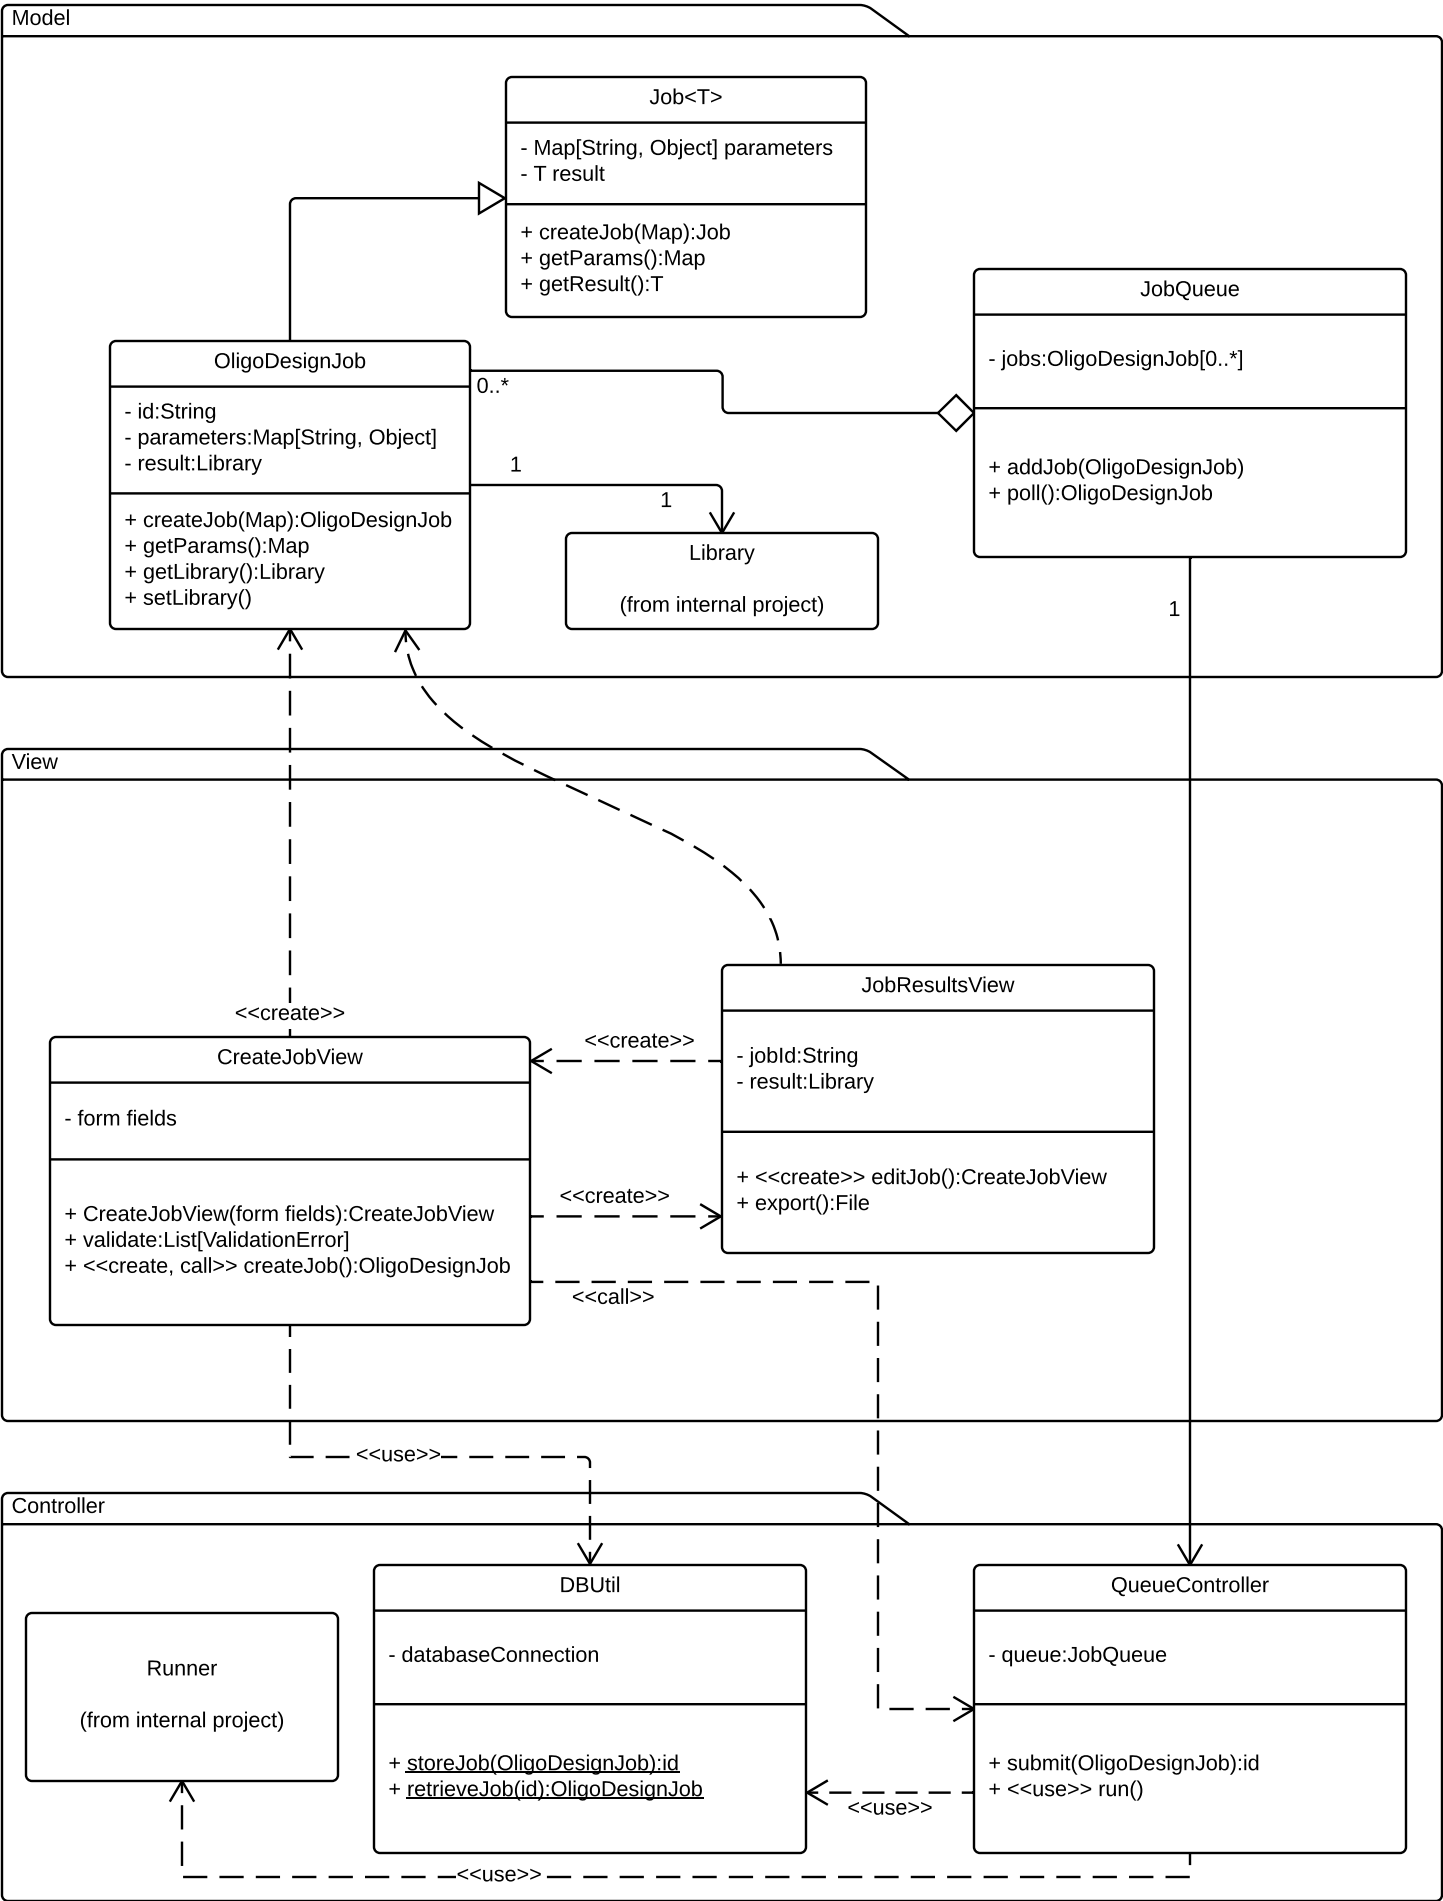 Model
Job<T>
- Map[String, Object] parameters
- T result
+ createJob(Map):Job
+ getParams():Map
+ getResult():T
JobQueue
- jobs:OligoDesignJob[0..*]
+ addJob(OligoDesignJob)
+ poll():OligoDesignJob
OligoDesignJob
- id:String
- parameters:Map[String, Object]
- result:Library
+ createJob(Map):OligoDesignJob
+ getParams():Map
+ getLibrary():Library
+ setLibrary()
0..*
1
1
Library
(from internal project)
1
View
<<create>>
JobResultsView
- jobId:String
- result:Library
+ <<create>> editJob():CreateJobView
+ export():File
<<create>>
CreateJobView
- form fields
+ CreateJobView(form fields):CreateJobView
+ validate:List[ValidationError]
+ <<create, call>> createJob():OligoDesignJob
<<create>>
<<call>>
<<use>>
Controller
Runner
(from internal project)
DBUtil
- databaseConnection
+ storeJob(OligoDesignJob):id
+ retrieveJob(id):OligoDesignJob
QueueController
- queue:JobQueue
+ submit(OligoDesignJob):id
+ <<use>> run()
<<use>>
<<use>>